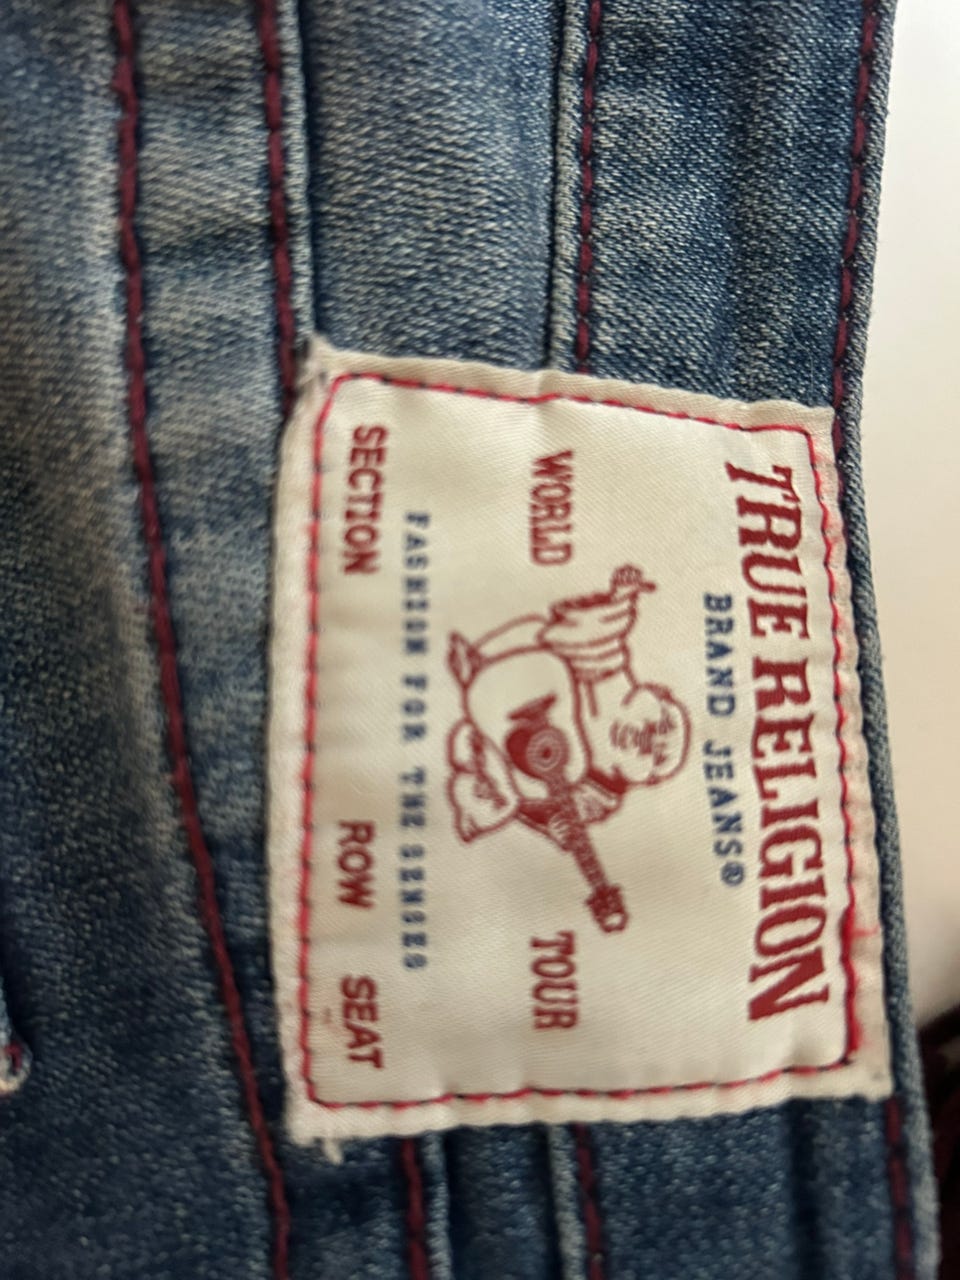 TRUE RELIGION
BRAND JEANS®
WORLD TOUR
FASHION FOR THE SENSES
SECTION ROW SEAT